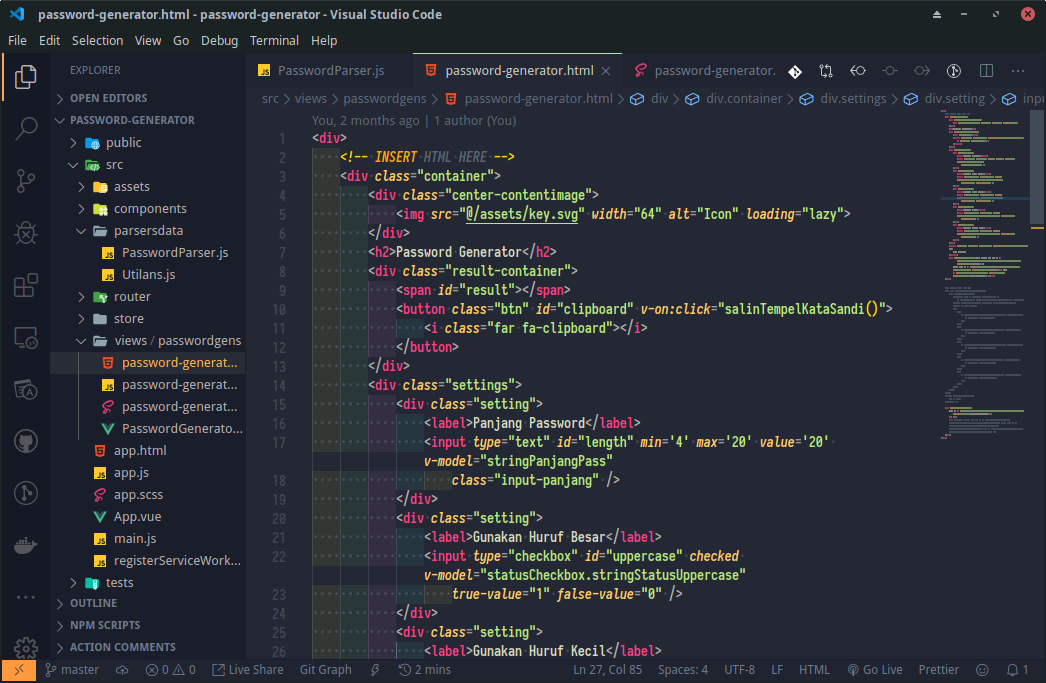 password-generator.html - password-generator - Visual Studio Code
File Edit Selection View Go Debug Terminal Help
EXPLORER
OPEN EDITORS
PASSWORD-GENERATOR
public
src
assets
components
parsersdata
PasswordParser.js
Utilans.js
router
store
views / passwordgens
password-generat...
password-generat...
password-generat...
PasswordGenerato...
app.html
app.js
app.scss
App.vue
main.js
registerServiceWork...
tests
OUTLINE
NPM SCRIPTS
ACTION COMMENTS
PasswordParser.js password-generator.html password-generator.
src > views > passwordgens > password-generator.html > div > div.container > div.settings > div.setting > inpu
You, 2 months ago | 1 author (You)
1 <div>
2 <!-- INSERT HTML HERE -->
3 <div class="container">
4 <div class="center-contentimage">
5 <img src="@/assets/key.svg" width="64" alt="Icon" loading="lazy">
6 </div>
7 <h2>Password Generator</h2>
8 <div class="result-container">
9 <span id="result"></span>
10 <button class="btn" id="clipboard" v-on:click="salinTempelKataSandi()">
11 <i class="far fa-clipboard"></i>
12 </button>
13 </div>
14 <div class="settings">
15 <div class="setting">
16 <label>Panjang Password</label>
17 <input type="text" id="length" min='4' max='20' value='20'
v-model="stringPanjangPass"
18 class="input-panjang" />
19 </div>
20 <div class="setting">
21 <label>Gunakan Huruf Besar</label>
22 <input type="checkbox" id="uppercase" checked
v-model="statusCheckbox.stringStatusUppercase"
23 true-value="1" false-value="0" />
24 </div>
25 <div class="setting">
26 <label>Gunakan Huruf Kecil</label>
master 0 0 Live Share Git Graph 2 mins Ln 27, Col 85 Spaces: 4 UTF-8 LF HTML Go Live Prettier 1